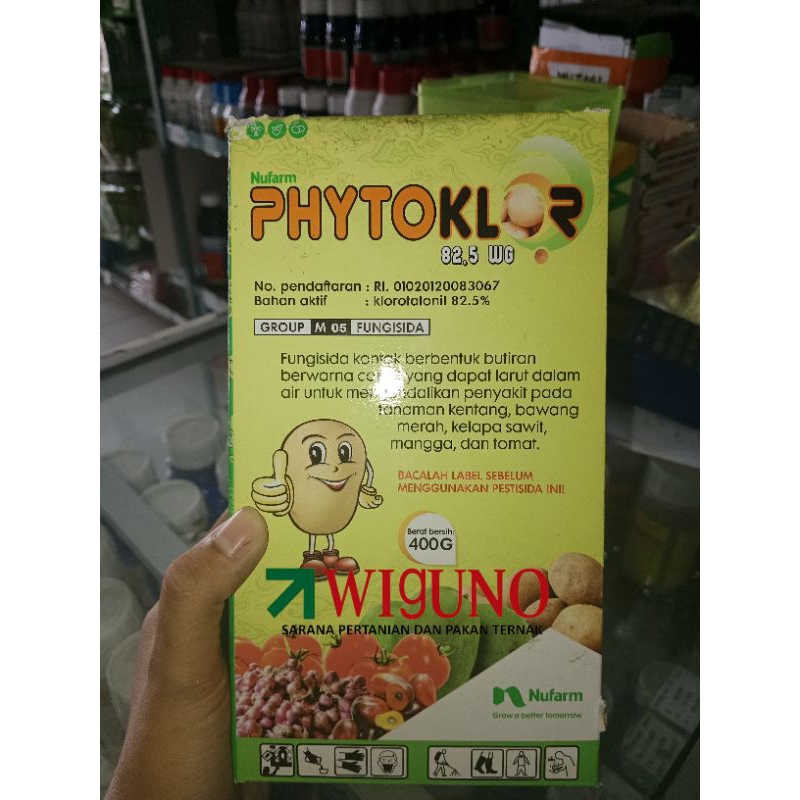 Nufarm
PHYTOKLOR
82,5 WG
No. pendaftaran : RI. 01020120083067
Bahan aktif : klorotalonil 82.5%
GROUP M 05 FUNGISIDA
Fungisida kontak berbentuk butiran
berwarna yang dapat larut dalam
air untuk mengendalikan penyakit pada
tanaman kentang, bawang
merah, kelapa sawit,
mangga, dan tomat.
BACALAH LABEL SEBELUM
MENGGUNAKAN PESTISIDA INI!
Berat bersih:
400G
WIGUNO
SARANA PERTANIAN DAN PAKAN TERNAK
Nufarm
Grow a better tomorrow